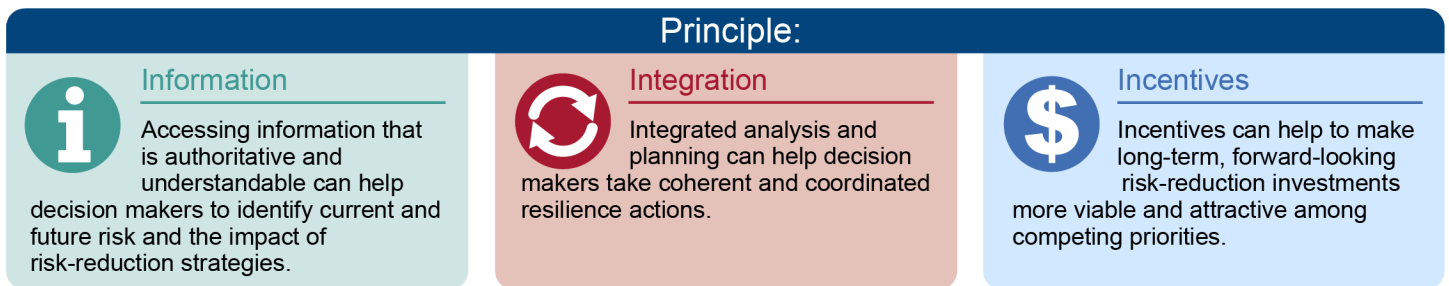 Principle:
Information
Accessing information that
is authoritative and
understandable can help
decision makers to identify current and
future risk and the impact of
risk-reduction strategies.
Integration
Integrated analysis and
planning can help decision
makers take coherent and coordinated
resilience actions.
Incentives
Incentives can help to make
long-term, forward-looking
risk-reduction investments
more viable and attractive among
competing priorities.